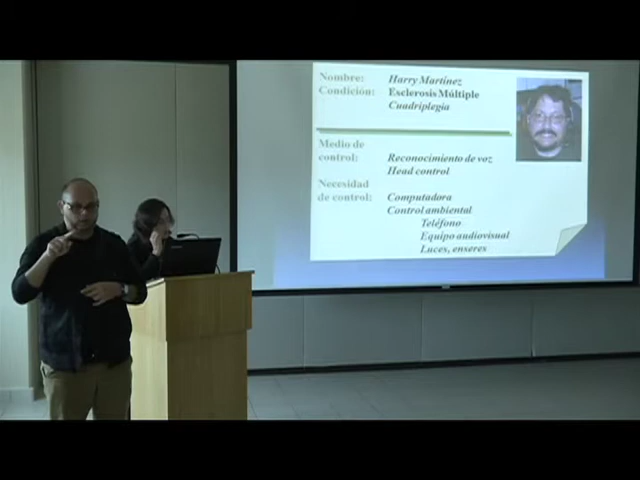 Nombre: Harry Martínez
Condición: Esclerosis Múltiple
Cuadriplegia
Medio de
control: Reconocimiento de voz
Head control
Necesidad
de control: Computadora
Control ambiental
Teléfono
Equipo audiovisual
Luces, enseres